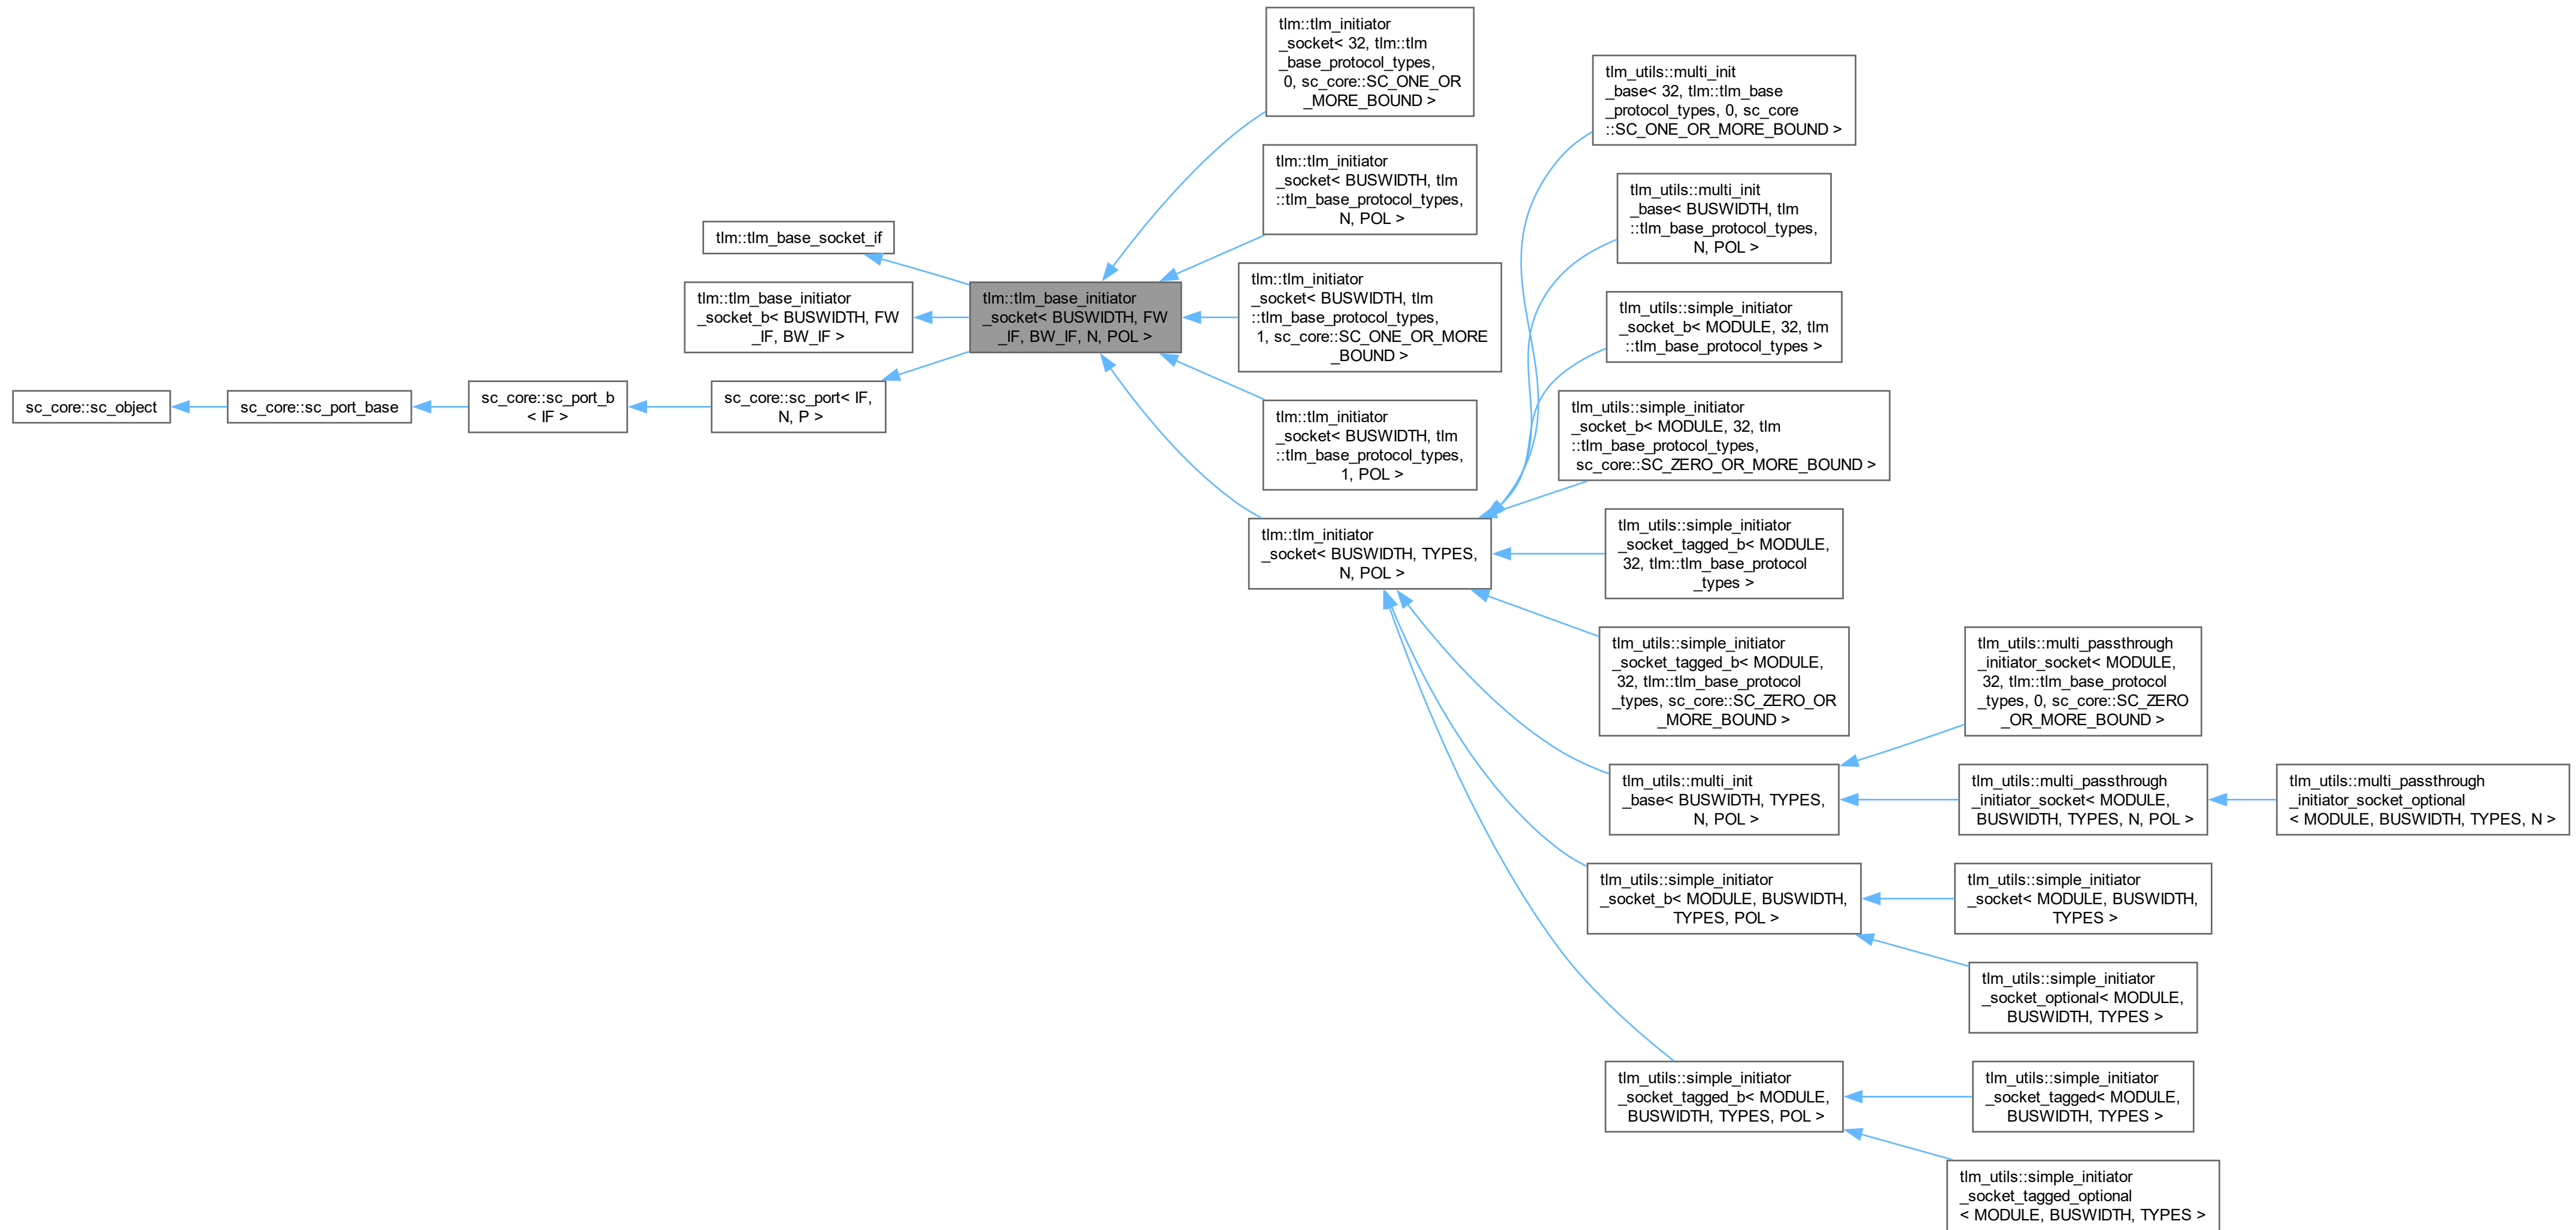 sc_core::sc_object
sc_core::sc_port_base
sc_core::sc_port_b
< IF >
tlm::tlm_base_socket_if
tlm::tlm_base_initiator
_socket_b< BUSWIDTH, FW
_IF, BW_IF >
sc_core::sc_port< IF,
N, P >
tlm::tlm_base_initiator
_socket< BUSWIDTH, FW
_IF, BW_IF, N, POL >
tlm::tlm_initiator
_socket< 32, tlm::tlm
_base_protocol_types,
0, sc_core::SC_ONE_OR
_MORE_BOUND >
tlm::tlm_initiator
_socket< BUSWIDTH, tlm
::tlm_base_protocol_types,
N, POL >
tlm::tlm_initiator
_socket< BUSWIDTH, tlm
::tlm_base_protocol_types,
1, sc_core::SC_ONE_OR_MORE
_BOUND >
tlm::tlm_initiator
_socket< BUSWIDTH, tlm
::tlm_base_protocol_types,
1, POL >
tlm::tlm_initiator
_socket< BUSWIDTH, TYPES,
N, POL >
tlm_utils::multi_init
_base< 32, tlm::tlm_base
_protocol_types, 0, sc_core
::SC_ONE_OR_MORE_BOUND >
tlm_utils::multi_init
_base< BUSWIDTH, tlm
::tlm_base_protocol_types,
N, POL >
tlm_utils::simple_initiator
_socket_b< MODULE, 32, tlm
::tlm_base_protocol_types >
tlm_utils::simple_initiator
_socket_b< MODULE, 32, tlm
::tlm_base_protocol_types,
sc_core::SC_ZERO_OR_MORE_BOUND >
tlm_utils::simple_initiator
_socket_tagged_b< MODULE,
32, tlm::tlm_base_protocol
_types >
tlm_utils::simple_initiator
_socket_tagged_b< MODULE,
32, tlm::tlm_base_protocol
_types, sc_core::SC_ZERO_OR
_MORE_BOUND >
tlm_utils::multi_init
_base< BUSWIDTH, TYPES,
N, POL >
tlm_utils::simple_initiator
_socket_b< MODULE, BUSWIDTH,
TYPES, POL >
tlm_utils::simple_initiator
_socket_tagged_b< MODULE,
BUSWIDTH, TYPES, POL >
tlm_utils::multi_passthrough
_initiator_socket< MODULE,
32, tlm::tlm_base_protocol
_types, 0, sc_core::SC_ZERO
_OR_MORE_BOUND >
tlm_utils::multi_passthrough
_initiator_socket< MODULE,
BUSWIDTH, TYPES, N, POL >
tlm_utils::simple_initiator
_socket< MODULE, BUSWIDTH,
TYPES >
tlm_utils::simple_initiator
_socket_optional< MODULE,
BUSWIDTH, TYPES >
tlm_utils::simple_initiator
_socket_tagged< MODULE,
BUSWIDTH, TYPES >
tlm_utils::simple_initiator
_socket_tagged_optional
< MODULE, BUSWIDTH, TYPES >
tlm_utils::multi_passthrough
_initiator_socket_optional
< MODULE, BUSWIDTH, TYPES, N >